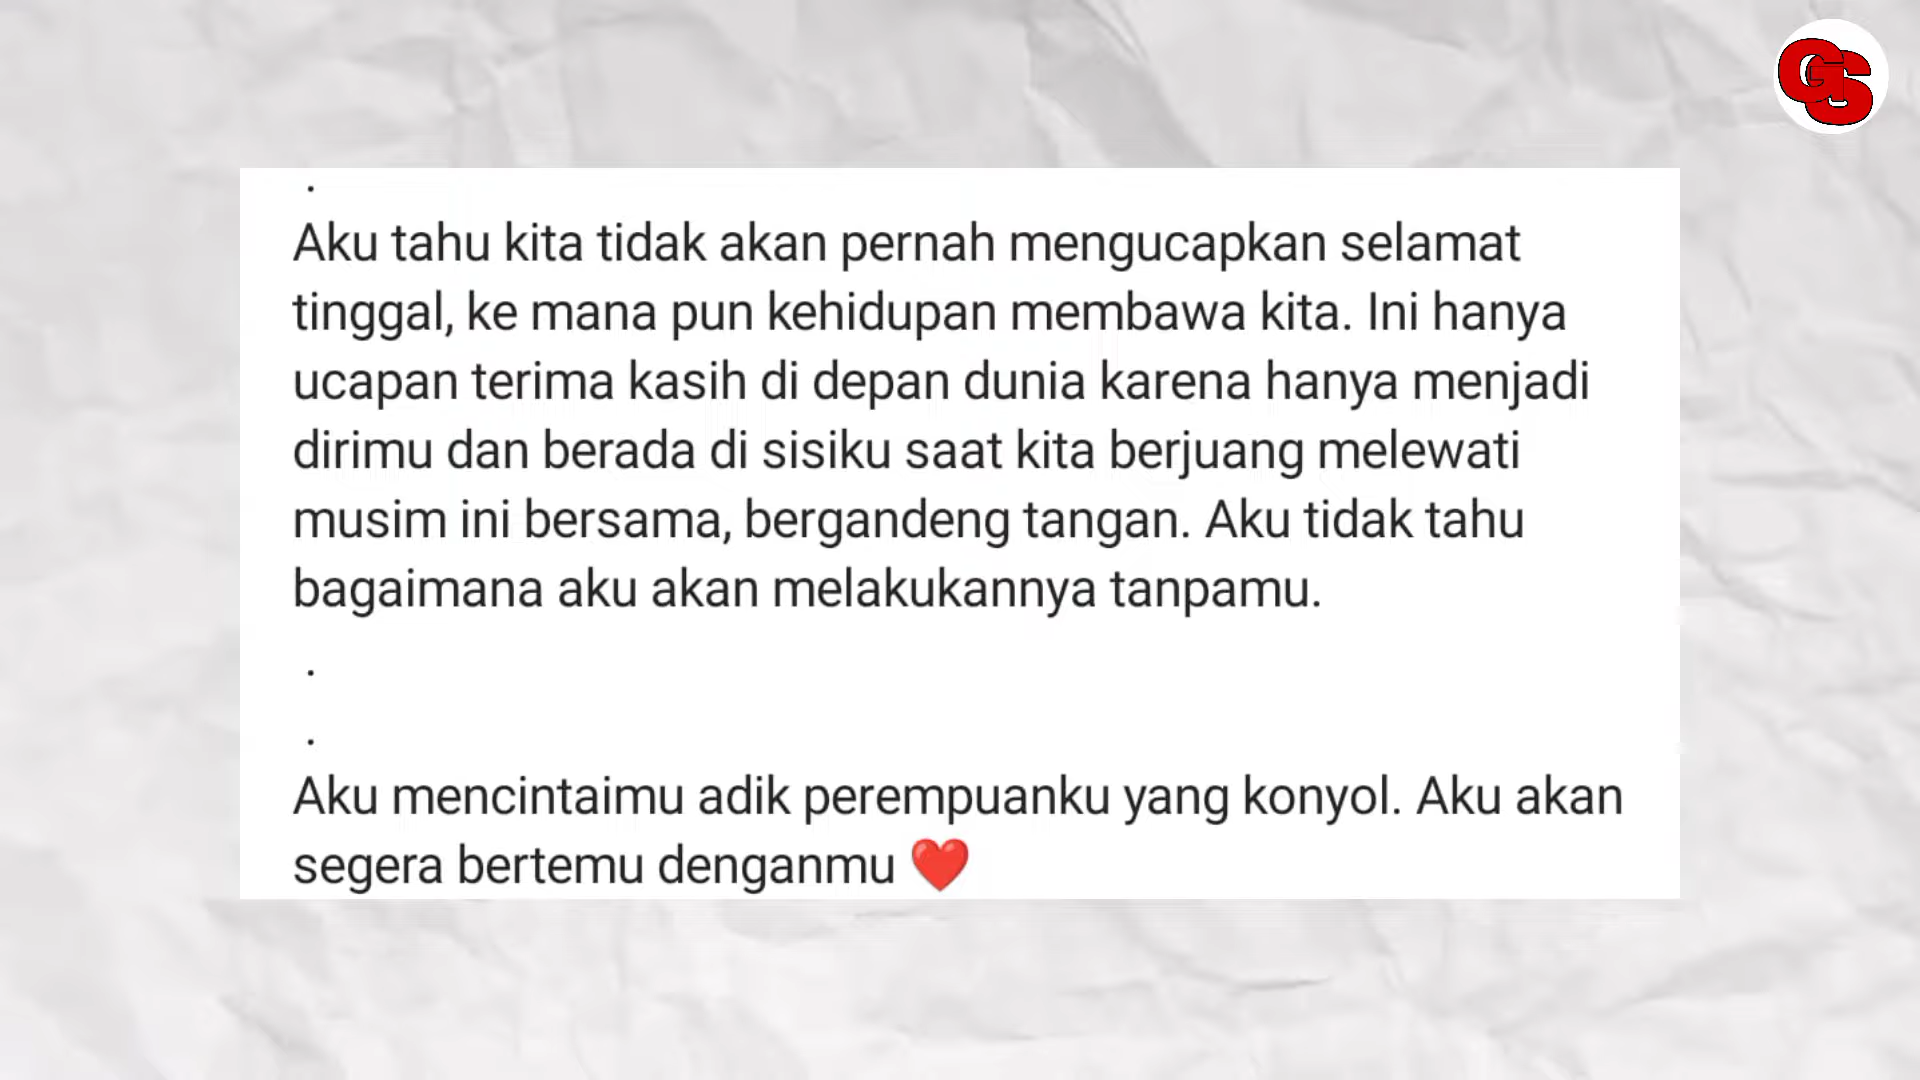 GS
.
Aku tahu kita tidak akan pernah mengucapkan selamat
tinggal, ke mana pun kehidupan membawa kita. Ini hanya
ucapan terima kasih di depan dunia karena hanya menjadi
dirimu dan berada di sisiku saat kita berjuang melewati
musim ini bersama, bergandeng tangan. Aku tidak tahu
bagaimana aku akan melakukannya tanpamu.
.
.
Aku mencintaimu adik perempuanku yang konyol. Aku akan
segera bertemu denganmu ❤️